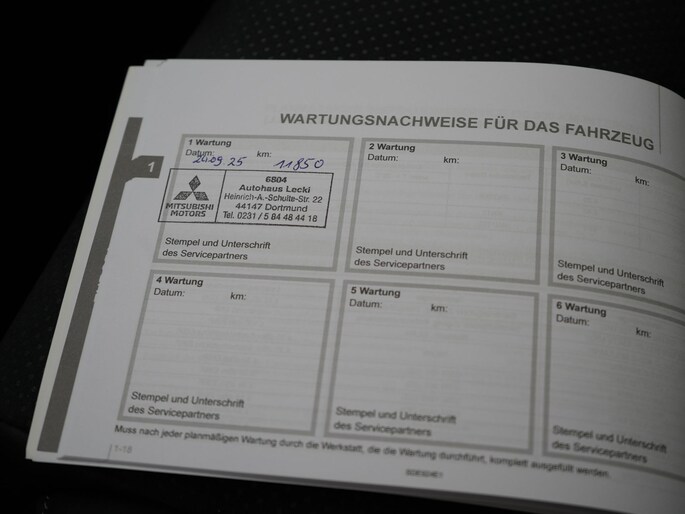 WARTUNGSNACHWEISE FÜR DAS FAHRZEUG
1
1 Wartung
Datum: km:
24.09 25 11850
MITSUBISHI
MOTORS
6804
Autohaus Lecki
Heinrich-A.-Schulte-Str. 22
44147 Dortmund
Tel. 0231 / 5 84 48 44 18
Stempel und Unterschrift
des Servicepartners
2 Wartung
Datum: km:
Stempel und Unterschrift
des Servicepartners
3 Wartung
Datum: km:
Stempel und Unterschrift
des Servicepartners
4 Wartung
Datum: km:
Stempel und Unterschrift
des Servicepartners
5 Wartung
Datum: km:
Stempel und Unterschrift
des Servicepartners
6 Wartung
Datum: km:
Stempel und Unterschrift
des Servicepartners
Muss nach jeder planmäßigen Wartung durch die Werkstatt, die die Wartung durchführt, komplett ausgefüllt werden.
1-18